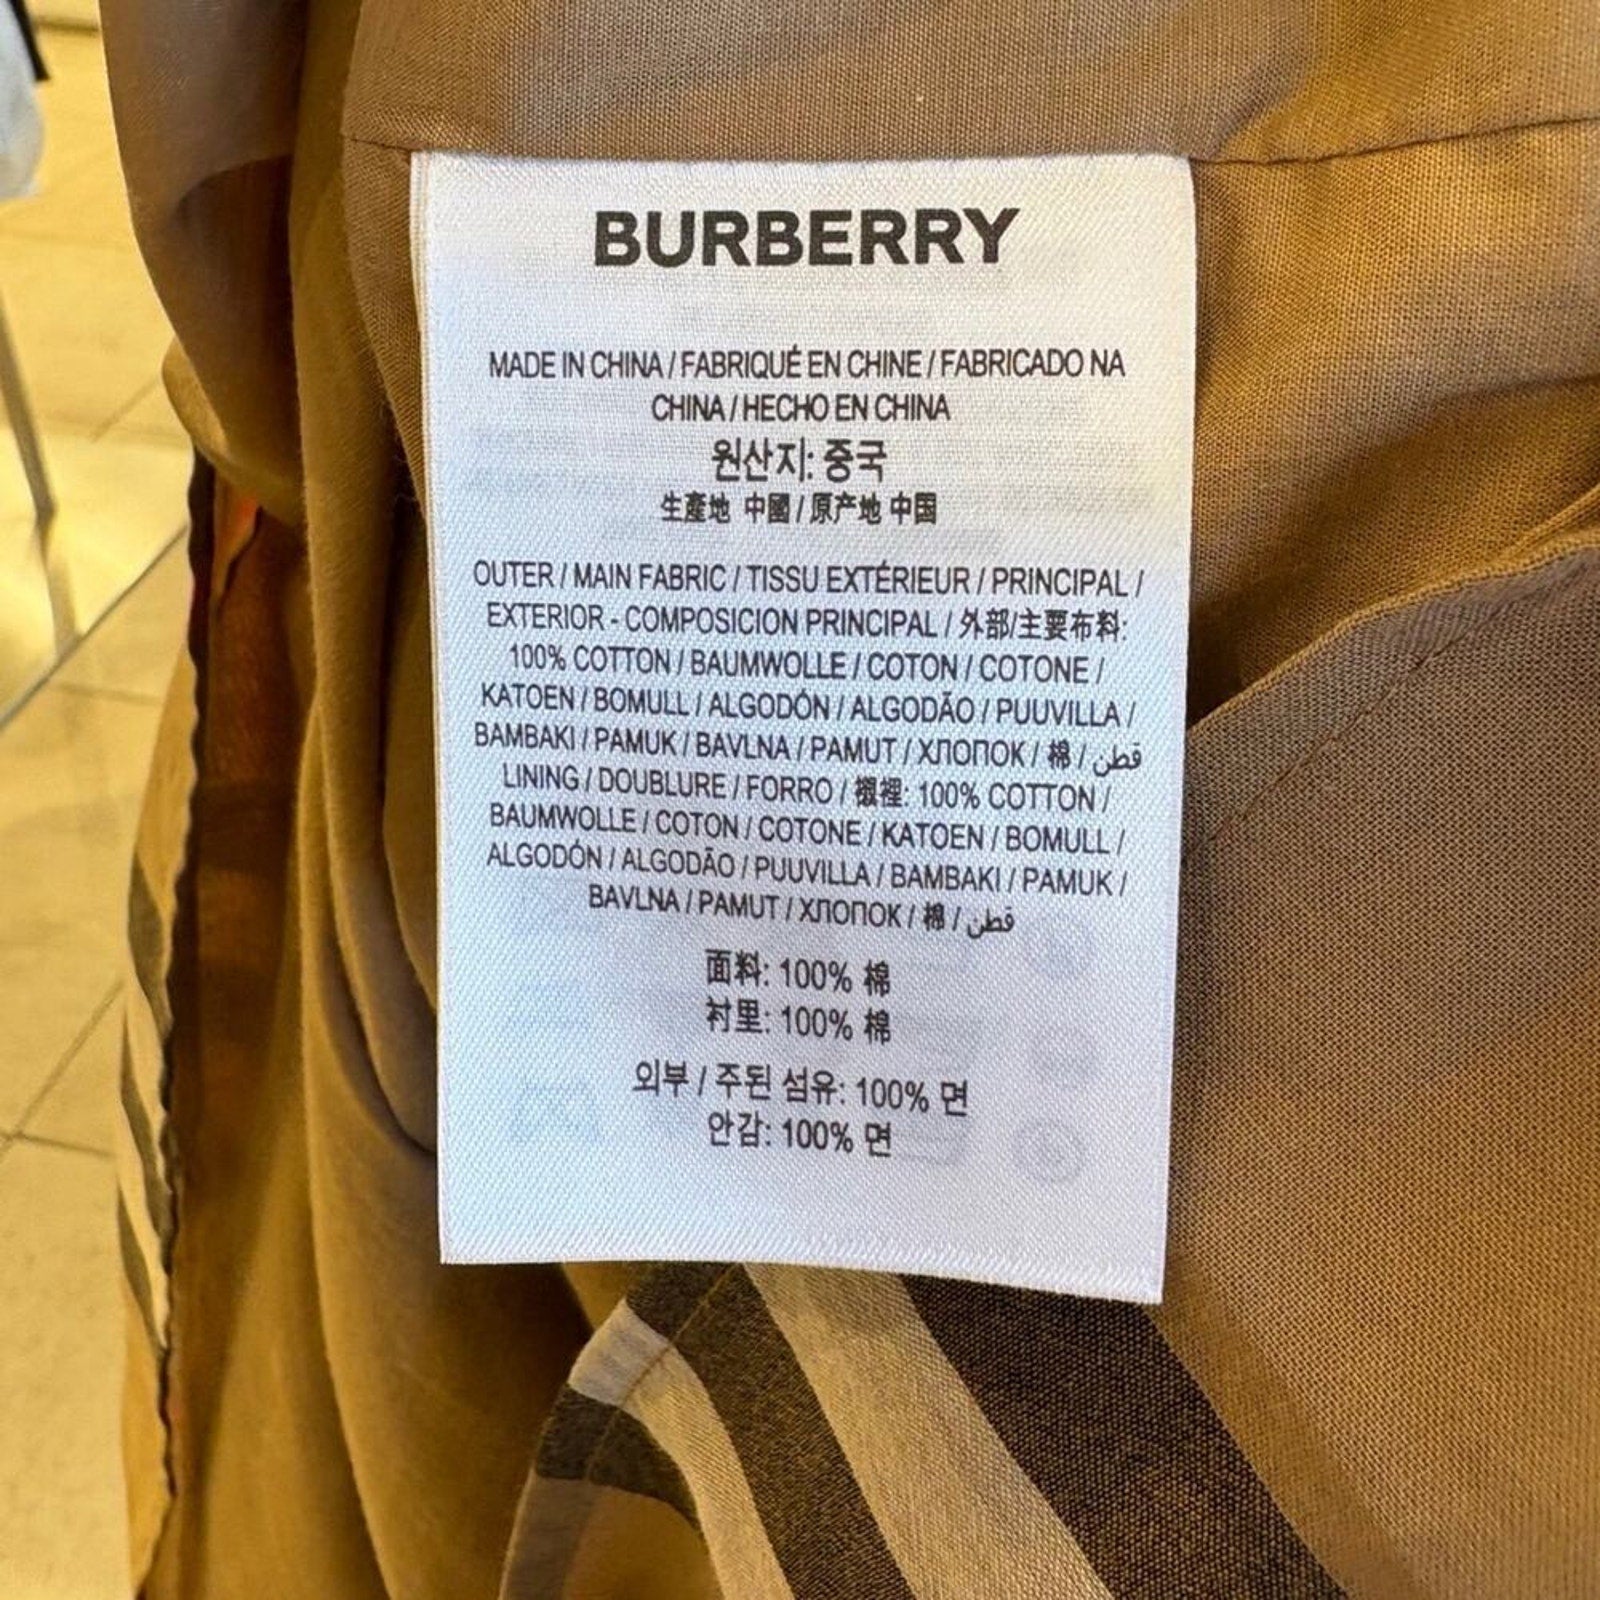 BURBERRY
MADE IN CHINA / FABRIQUÉ EN CHINE / FABRICADO NA
CHINA / HECHO EN CHINA
원산지: 중국
生產地 中國 / 原产地 中国
OUTER / MAIN FABRIC / TISSU EXTÉRIEUR / PRINCIPAL /
EXTERIOR - COMPOSICION PRINCIPAL / 外部/主要布料:
100% COTTON / BAUMWOLLE / COTON / COTONE /
KATOEN / BOMULL / ALGODÓN / ALGODÃO / PUUVILLA /
BAMBAKI / PAMUK / BAVLNA / PAMUT / ХЛОПОК / 棉 / قطن
LINING / DOUBLURE / FORRO / 襯裡: 100% COTTON /
BAUMWOLLE / COTON / COTONE / KATOEN / BOMULL /
ALGODÓN / ALGODÃO / PUUVILLA / BAMBAKI / PAMUK /
BAVLNA / PAMUT / ХЛОПОК / 棉 / قطن
面料: 100% 棉
衬里: 100% 棉
외부 / 주된 섬유: 100% 면
안감: 100% 면